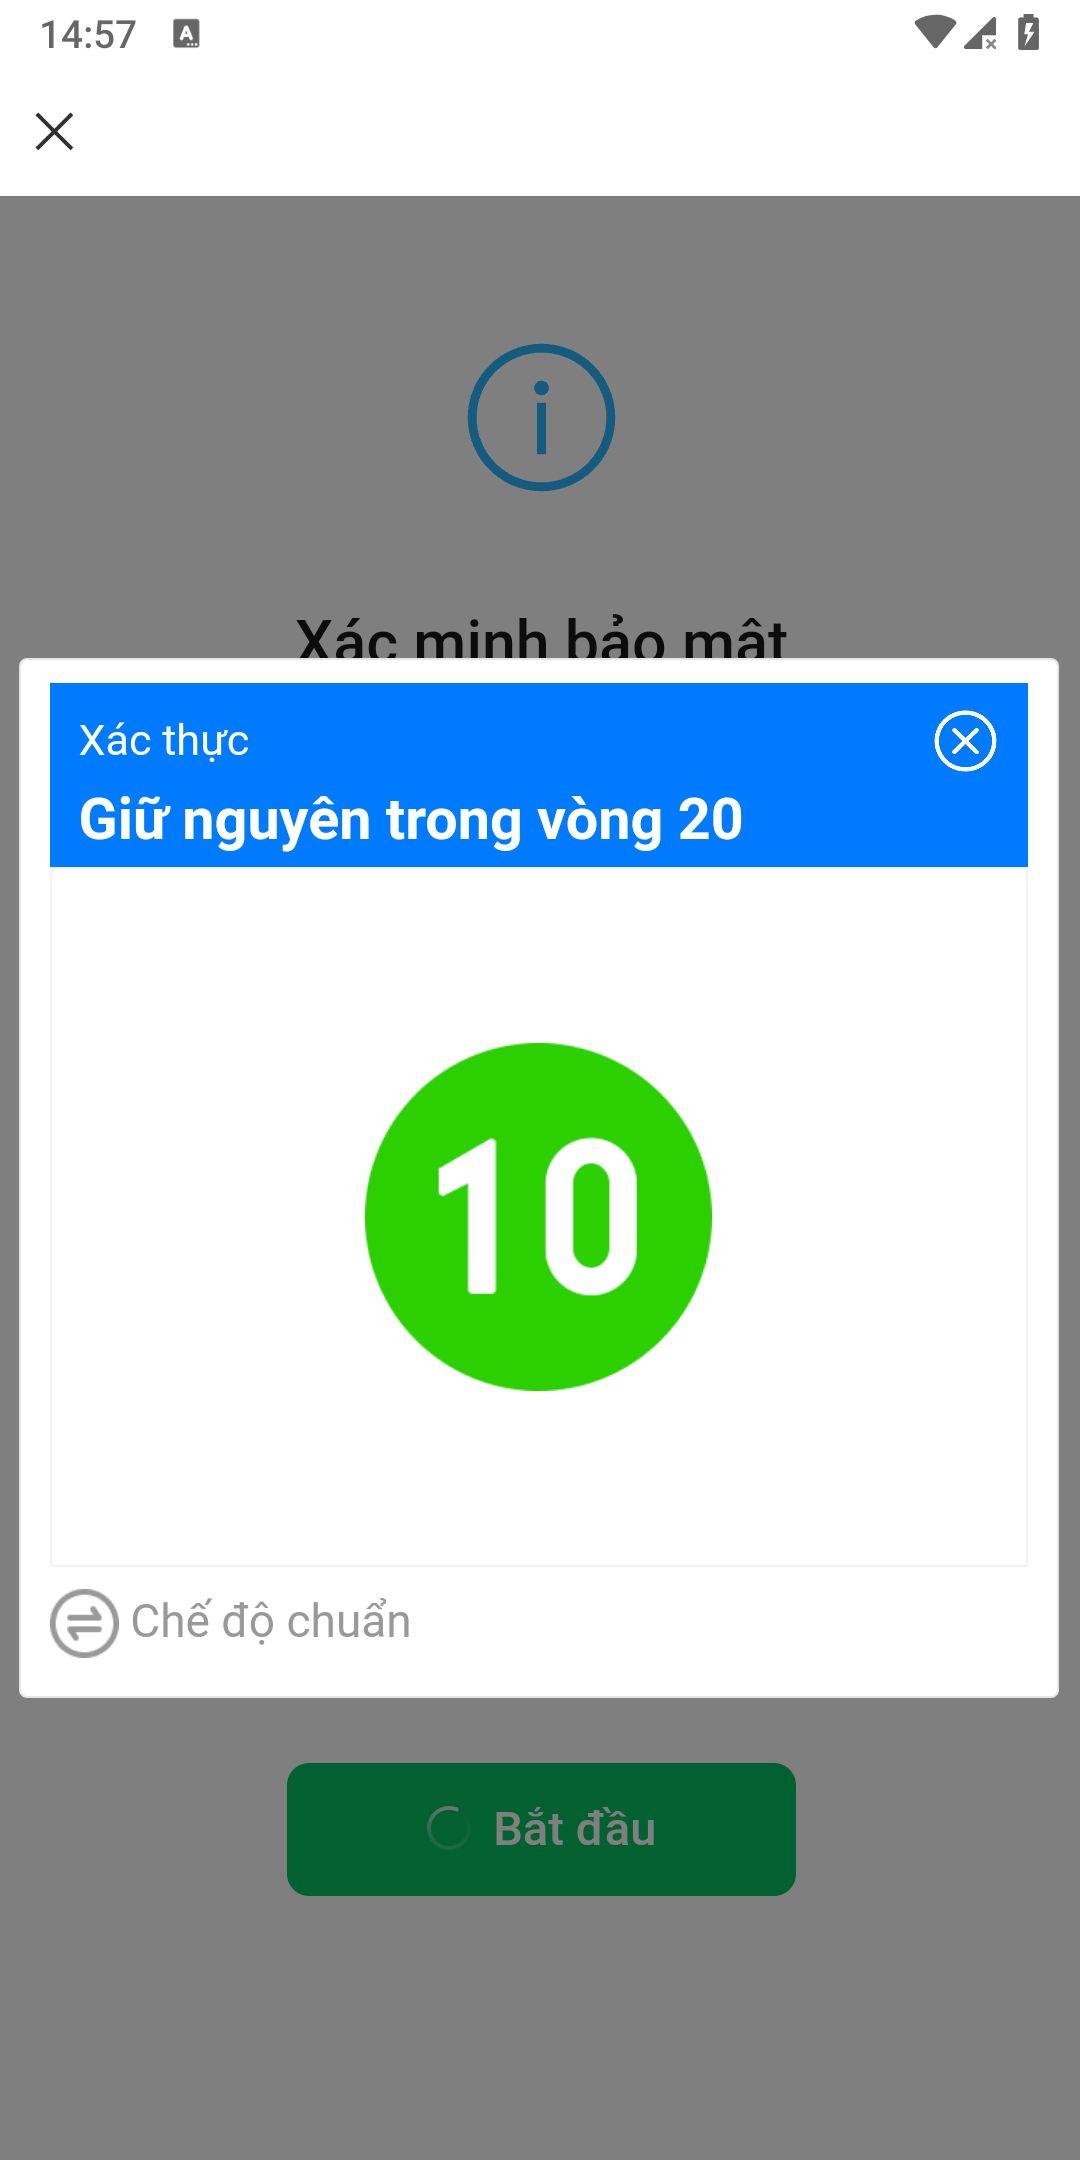 14:57
A
i
Xác minh bảo mật
Xác thực
Giữ nguyên trong vòng 20
10
Chế độ chuẩn
Bắt đầu